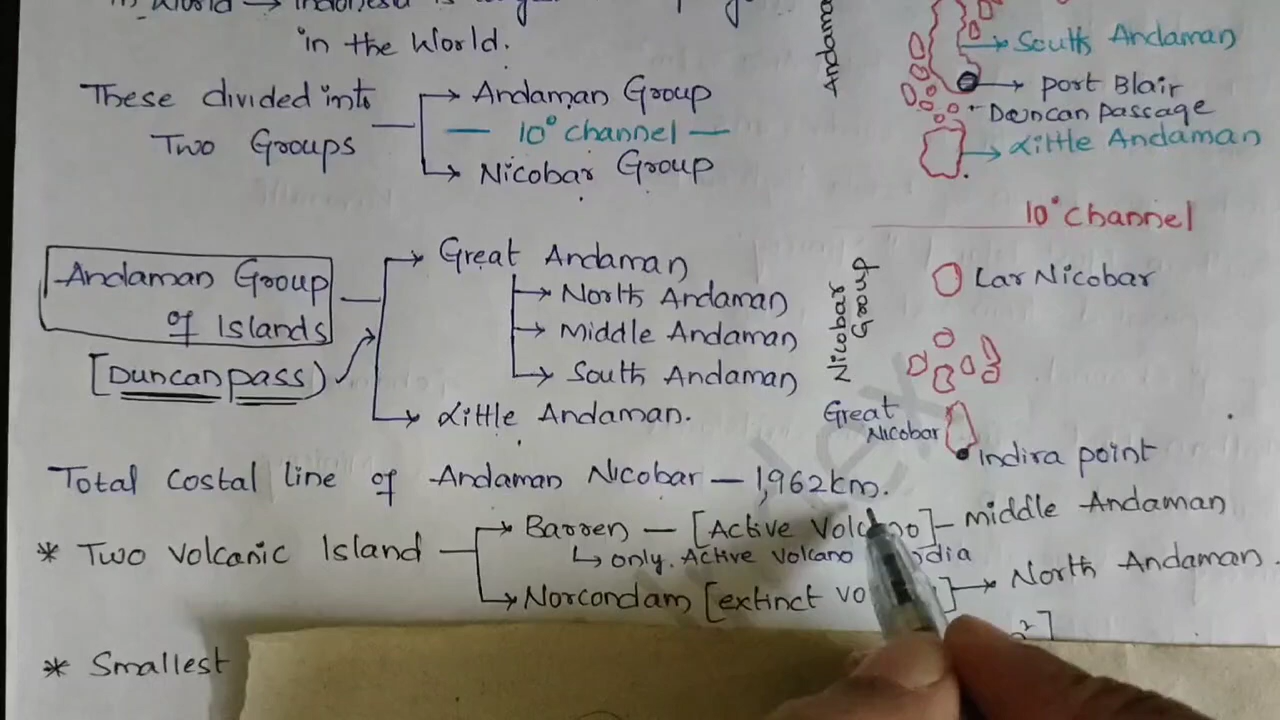 in the World.
These divided into
Two Groups
Andaman Group
10° channel
Nicobar Group
Andaman Group
of Islands
[Duncan pass)
Great Andaman
North Andaman
Middle Andaman
South Andaman
Little Andaman.
Total Costal line of Andaman Nicobar — 1,962km.
* Two Volcanic Island
Barren — [Active Volcano] — middle Andaman
only. Active Volcano
Norcondam [extinct → North Andaman.
* Smallest
South Andaman
Port Blair
Duncan passage
Little Andaman
10° channel
Nicobar
Group
Car Nicobar
Great
Nicobar
Indira point